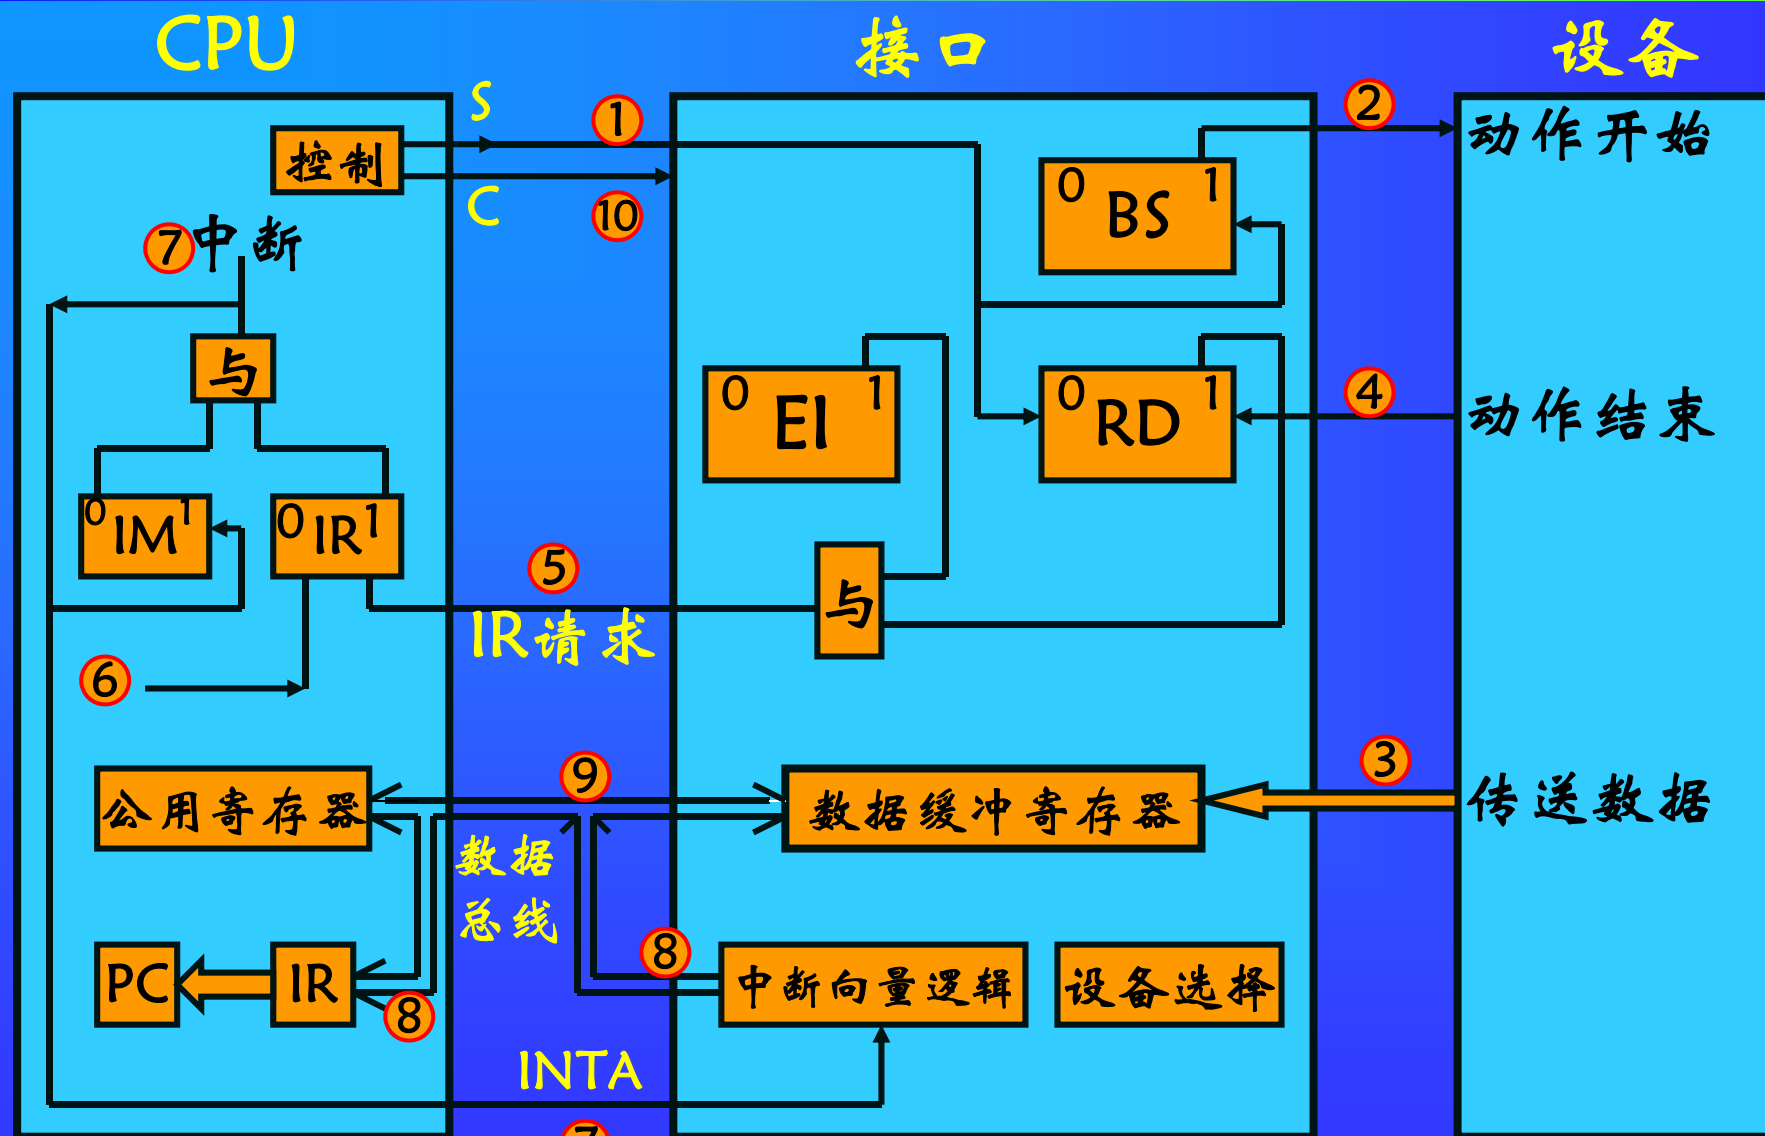 CPU
接口
设备
S
①
②
动作开始
控制
C
⑩
0 BS 1
⑦中断
与
0 EI 1
0 RD 1
④
动作结束
0 IM 1
0 IR 1
⑤
IR请求
与
⑥
③
⑨
公用寄存器
数据缓冲寄存器
传送数据
数据
总线
⑧
PC
IR
⑧
中断向量逻辑
设备选择
INTA
⑦